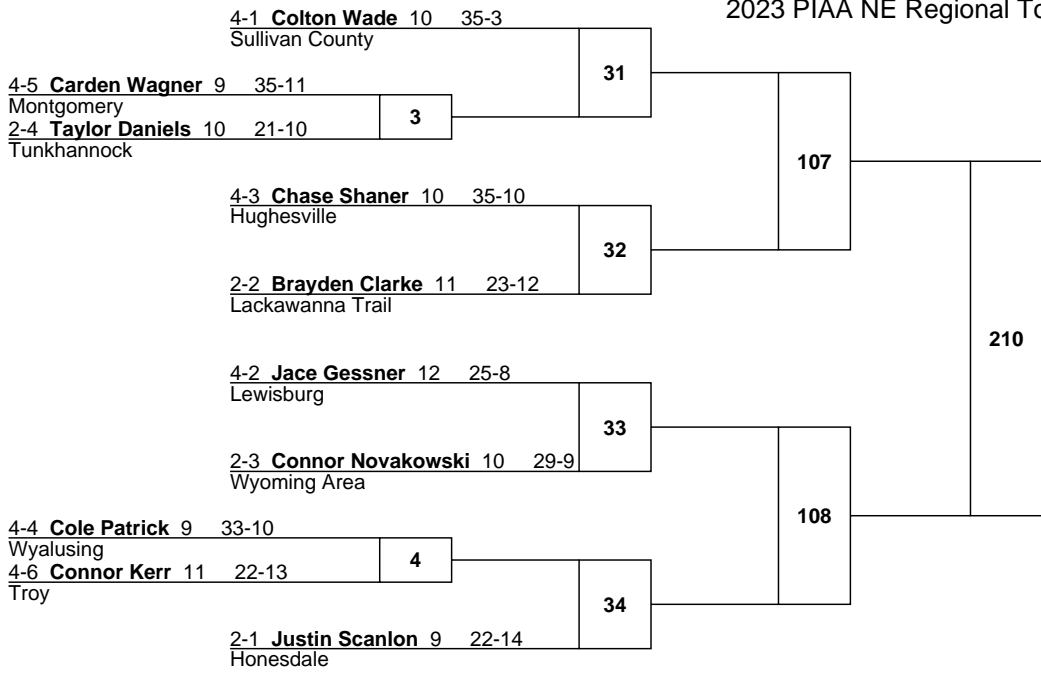 2023 PIAA NE Regional To
4-1 Colton Wade 10 35-3
Sullivan County
31
4-5 Carden Wagner 9 35-11
Montgomery
3
2-4 Taylor Daniels 10 21-10
Tunkhannock
107
4-3 Chase Shaner 10 35-10
Hughesville
32
2-2 Brayden Clarke 11 23-12
Lackawanna Trail
210
4-2 Jace Gessner 12 25-8
Lewisburg
33
2-3 Connor Novakowski 10 29-9
Wyoming Area
108
4-4 Cole Patrick 9 33-10
Wyalusing
4
4-6 Connor Kerr 11 22-13
Troy
34
2-1 Justin Scanlon 9 22-14
Honesdale